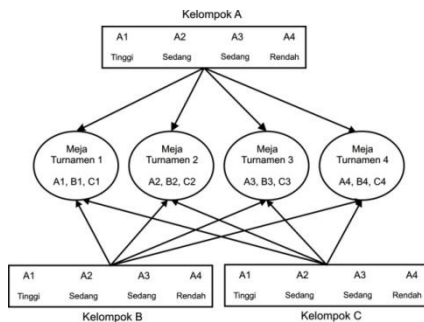 Kelompok A
A1 A2 A3 A4
Tinggi Sedang Sedang Rendah
Meja Turnamen 1
A1, B1, C1
Meja Turnamen 2
A2, B2, C2
Meja Turnamen 3
A3, B3, C3
Meja Turnamen 4
A4, B4, C4
A1 A2 A3 A4
Tinggi Sedang Sedang Rendah
Kelompok B
A1 A2 A3 A4
Tinggi Sedang Sedang Rendah
Kelompok C